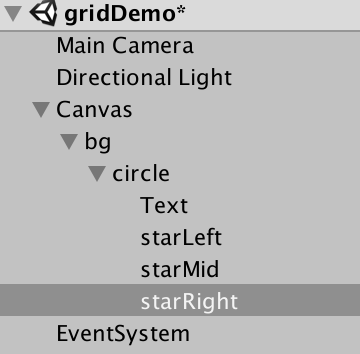 gridDemo*
Main Camera
Directional Light
Canvas
bg
circle
Text
starLeft
starMid
starRight
EventSystem